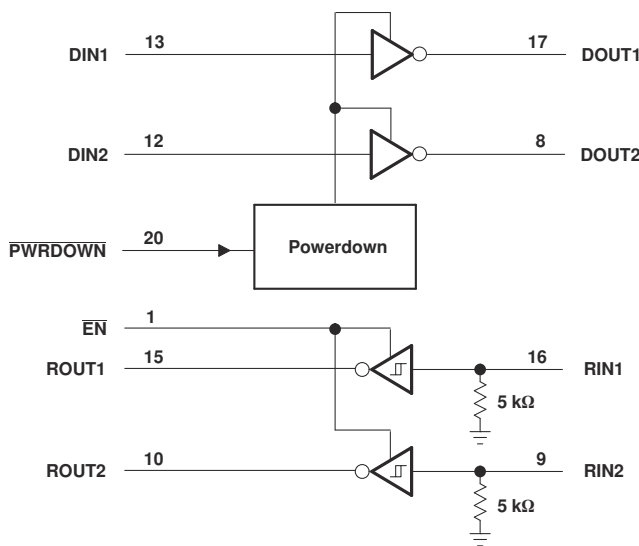 DIN1 13 17 DOUT1
DIN2 12 8 DOUT2
PWRDOWN 20 Powerdown
EN 1
ROUT1 15 16 RIN1
5 kΩ
ROUT2 10 9 RIN2
5 kΩ